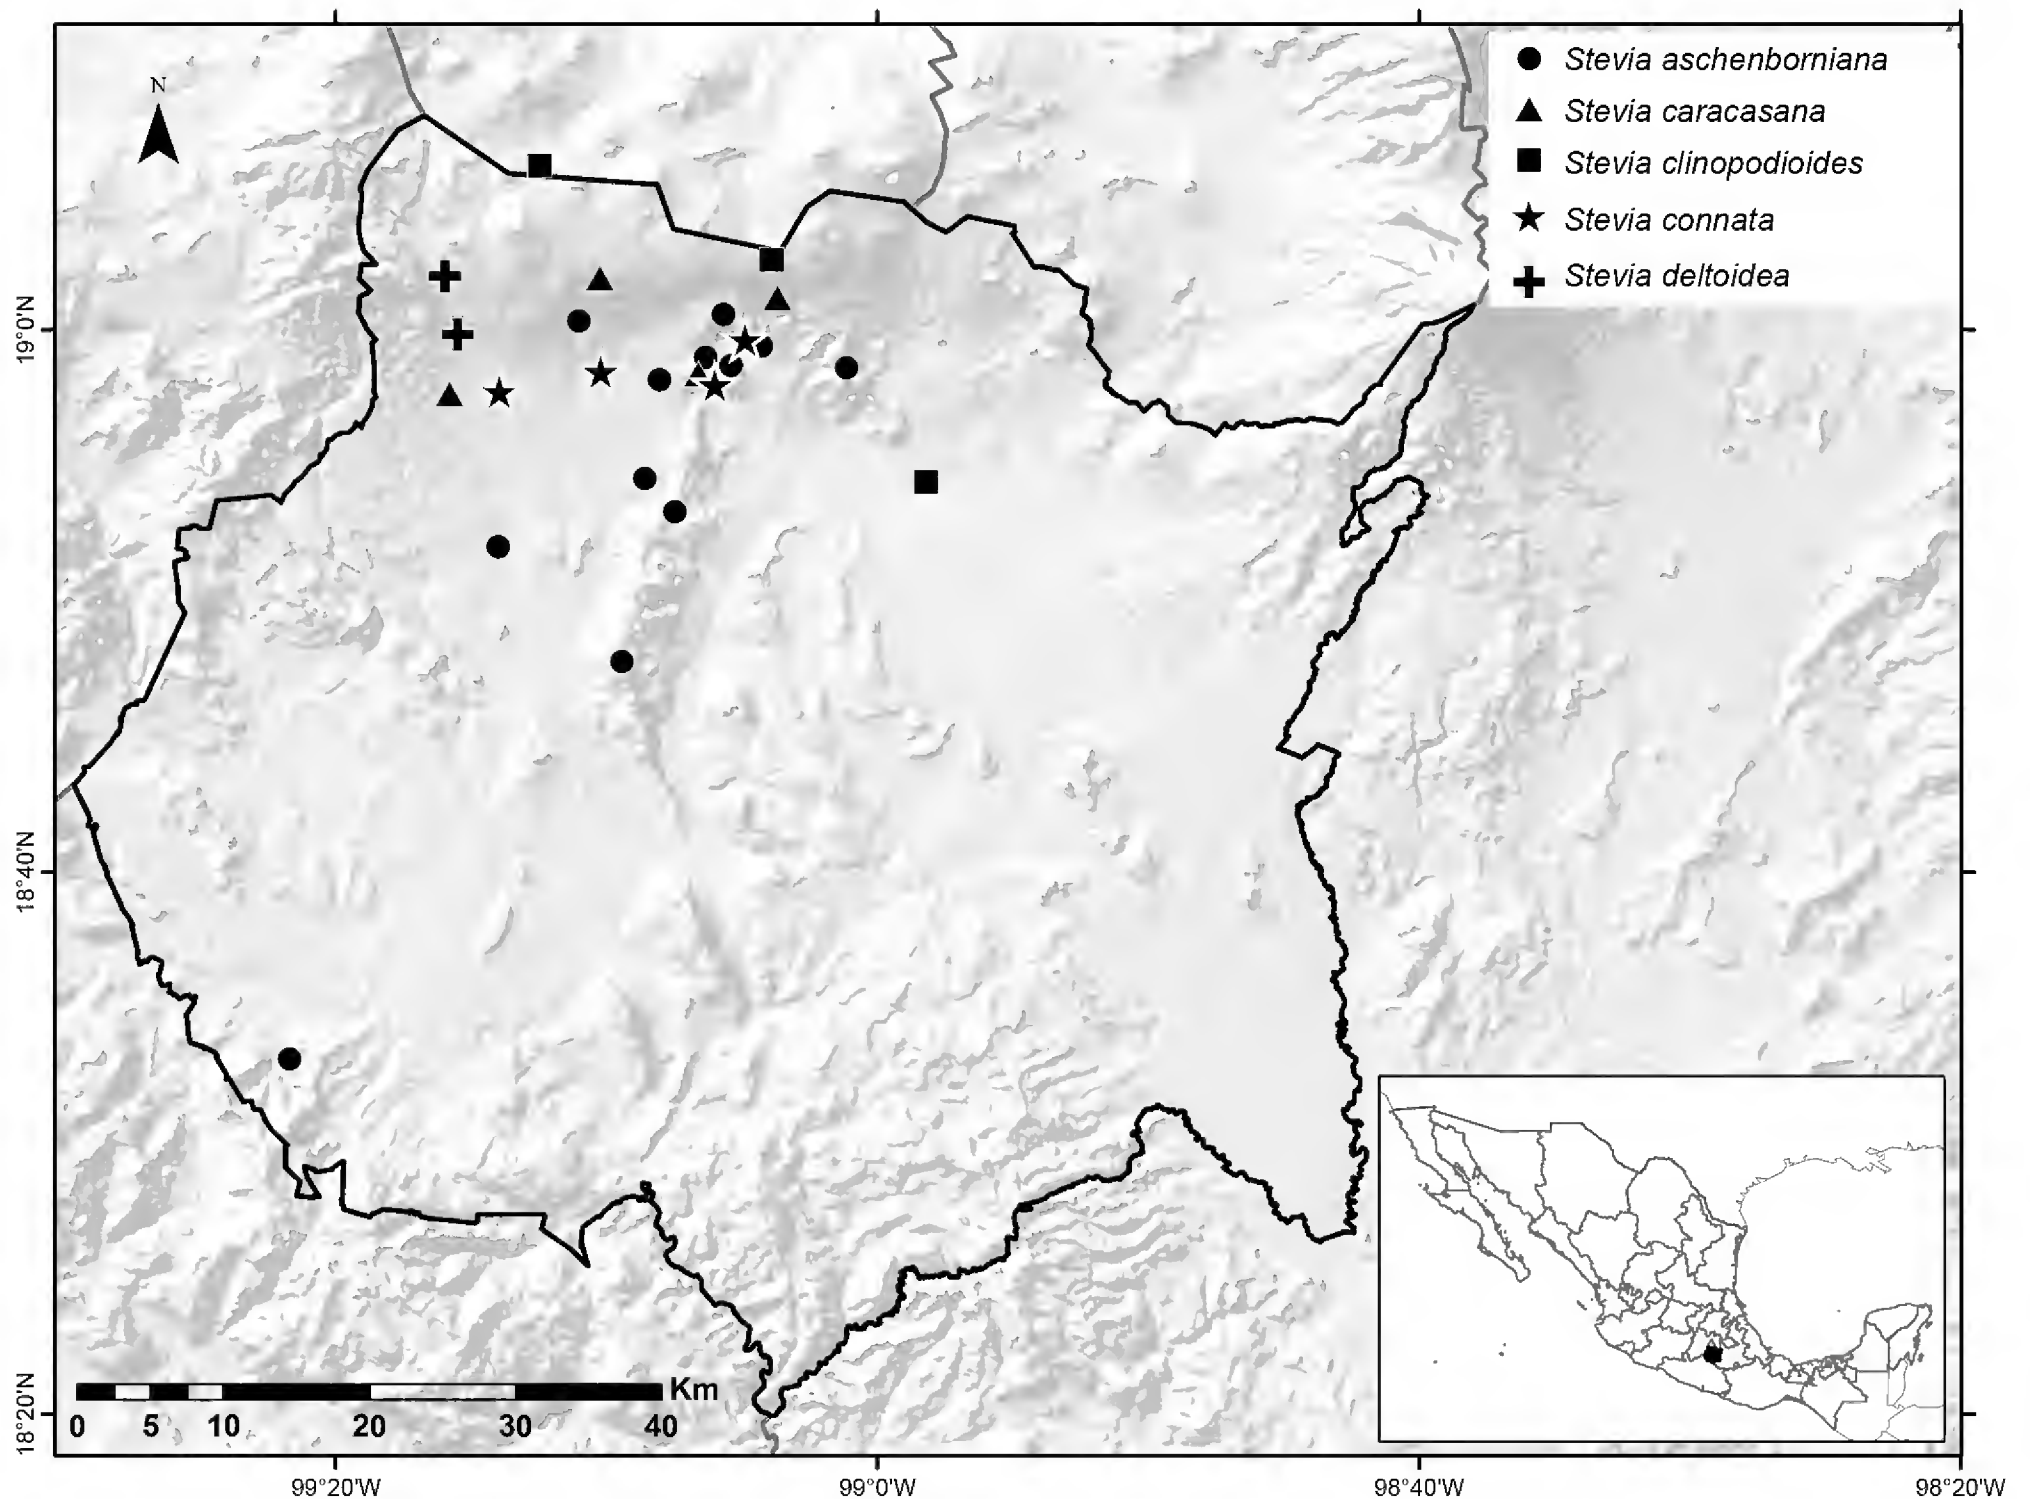 N
Stevia aschenborniana
Stevia caracasana
Stevia clinopodioides
Stevia connata
Stevia deltoidea
19°0'N
18°40'N
18°20'N
Km
0 5 10 20 30 40
99°20'W 99°0'W 98°40'W 98°20'W